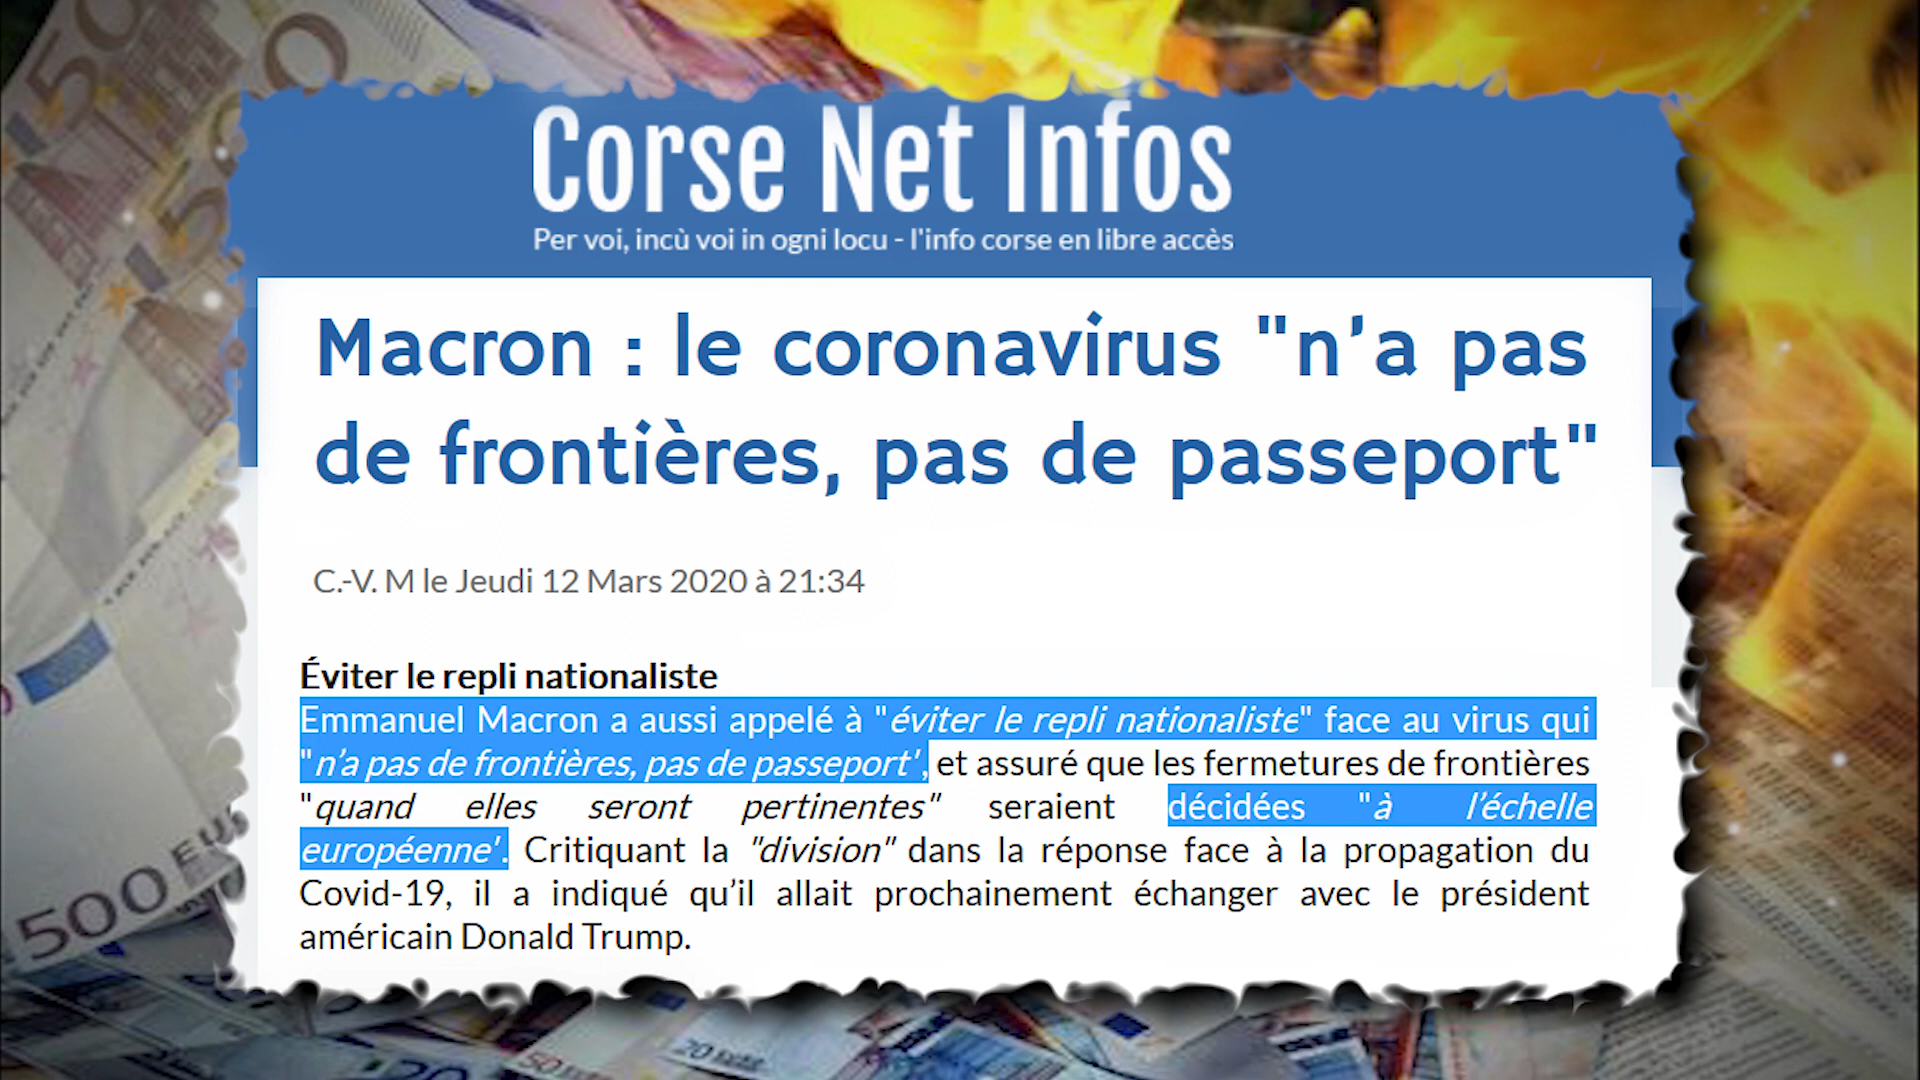 Corse Net Infos
Per voi, incù voi in ogni locu - l'info corse en libre accès
Macron : le coronavirus "n’a pas
de frontières, pas de passeport"
C.-V. M le Jeudi 12 Mars 2020 à 21:34
Éviter le repli nationaliste
Emmanuel Macron a aussi appelé à "éviter le repli nationaliste" face au virus qui
"n’a pas de frontières, pas de passeport", et assuré que les fermetures de frontières
"quand elles seront pertinentes" seraient décidées "à l’échelle
européenne". Critiquant la "division" dans la réponse face à la propagation du
Covid-19, il a indiqué qu’il allait prochainement échanger avec le président
américain Donald Trump.
500 EU
50
20
20